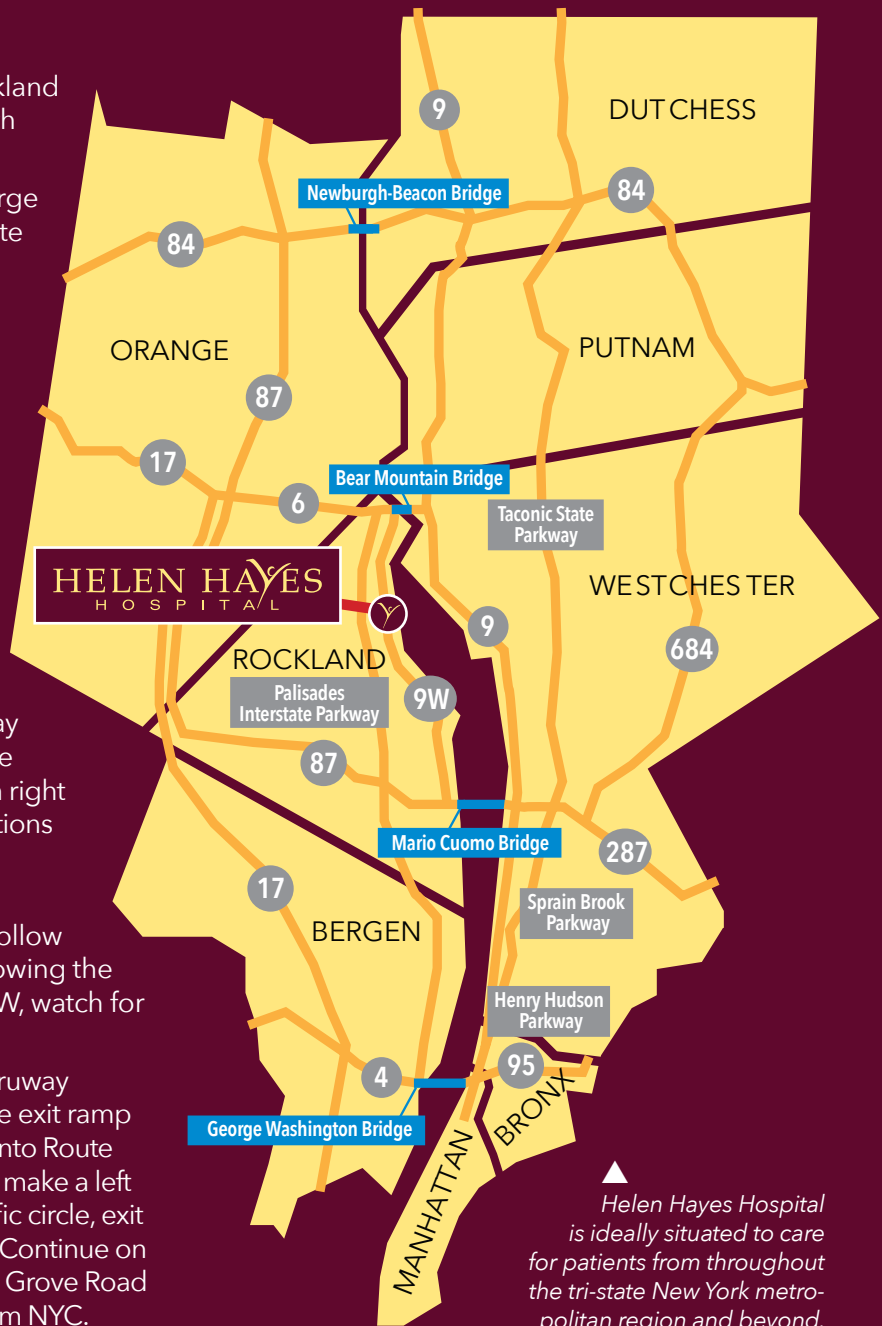 kland
h
rge
te
ay
e
n right
tions
ollow
owing the
W, watch for
ruway
e exit ramp
nto Route
make a left
fic circle, exit
Continue on
Grove Road
m NYC.
9
DUTCHESS
Newburgh-Beacon Bridge
84
84
ORANGE
PUTNAM
87
17
Bear Mountain Bridge
6
Taconic State
Parkway
HELEN HAYES
HOSPITAL
WESTCHESTER
9
684
ROCKLAND
Palisades
Interstate Parkway
9W
87
Mario Cuomo Bridge
287
17
Sprain Brook
Parkway
BERGEN
Henry Hudson
Parkway
95
4
BRONX
George Washington Bridge
MANHATTAN
Helen Hayes Hospital
is ideally situated to care
for patients from throughout
the tri-state New York metro-
politan region and beyond.